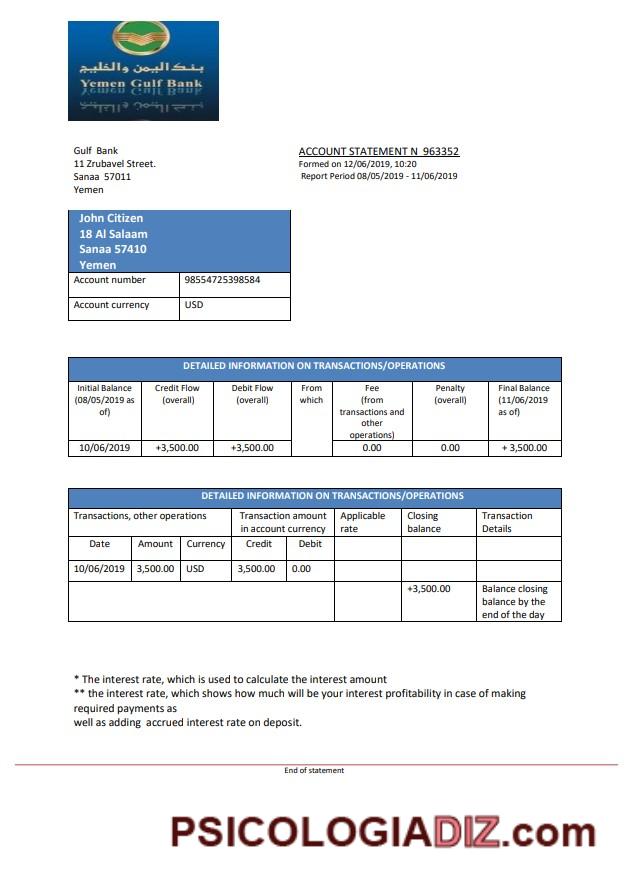 بنك اليمن والخليج
Yemen Gulf Bank
Gulf Bank
11 Zrubavel Street.
Sanaa 57011
Yemen
ACCOUNT STATEMENT N 963352
Formed on 12/06/2019, 10:20
Report Period 08/05/2019 - 11/06/2019
John Citizen
18 Al Salaam
Sanaa 57410
Yemen
Account number 98554725398584
Account currency USD
DETAILED INFORMATION ON TRANSACTIONS/OPERATIONS
Initial Balance (08/05/2019 as of) Credit Flow (overall) Debit Flow (overall) From which Fee (from transactions and other operations) Penalty (overall) Final Balance (11/06/2019 as of)
10/06/2019 +3,500.00 +3,500.00 0.00 0.00 + 3,500.00
DETAILED INFORMATION ON TRANSACTIONS/OPERATIONS
Transactions, other operations Transaction amount in account currency Applicable rate Closing balance Transaction Details
Date Amount Currency Credit Debit
10/06/2019 3,500.00 USD 3,500.00 0.00
+3,500.00 Balance closing balance by the end of the day
* The interest rate, which is used to calculate the interest amount
** the interest rate, which shows how much will be your interest profitability in case of making
required payments as
well as adding accrued interest rate on deposit.
End of statement
PSICOLOGIADIZ.com